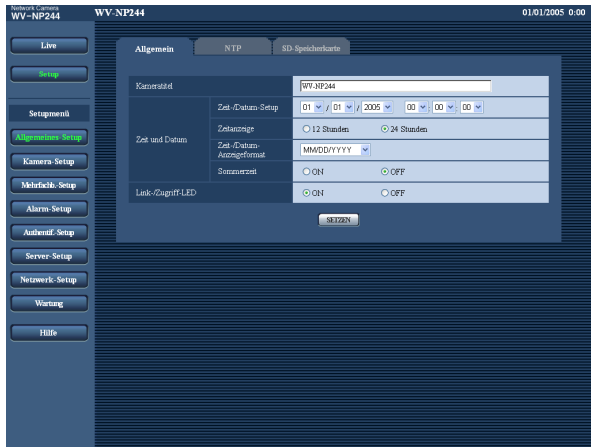 Network Camera
WV-NP244
WV-NP244
01/01/2005 0:00
Live
Setup
Setupmenü
Allgemeines-Setup
Kamera-Setup
Mehrfachb.-Setup
Alarm-Setup
Authentif.-Setup
Server-Setup
Netzwerk-Setup
Wartung
Hilfe
Allgemein NTP SD-Speicherkarte
Kameratitel WV-NP244
Zeit und Datum
Zeit-/Datum-Setup 01 / 01 / 2005 00 : 00 : 00
Zeitanzeige 12 Stunden 24 Stunden
Zeit-/Datum-
Anzeigeformat MM/DD/YYYY
Sommerzeit ON OFF
Link-/Zugriff-LED ON OFF
SETZEN